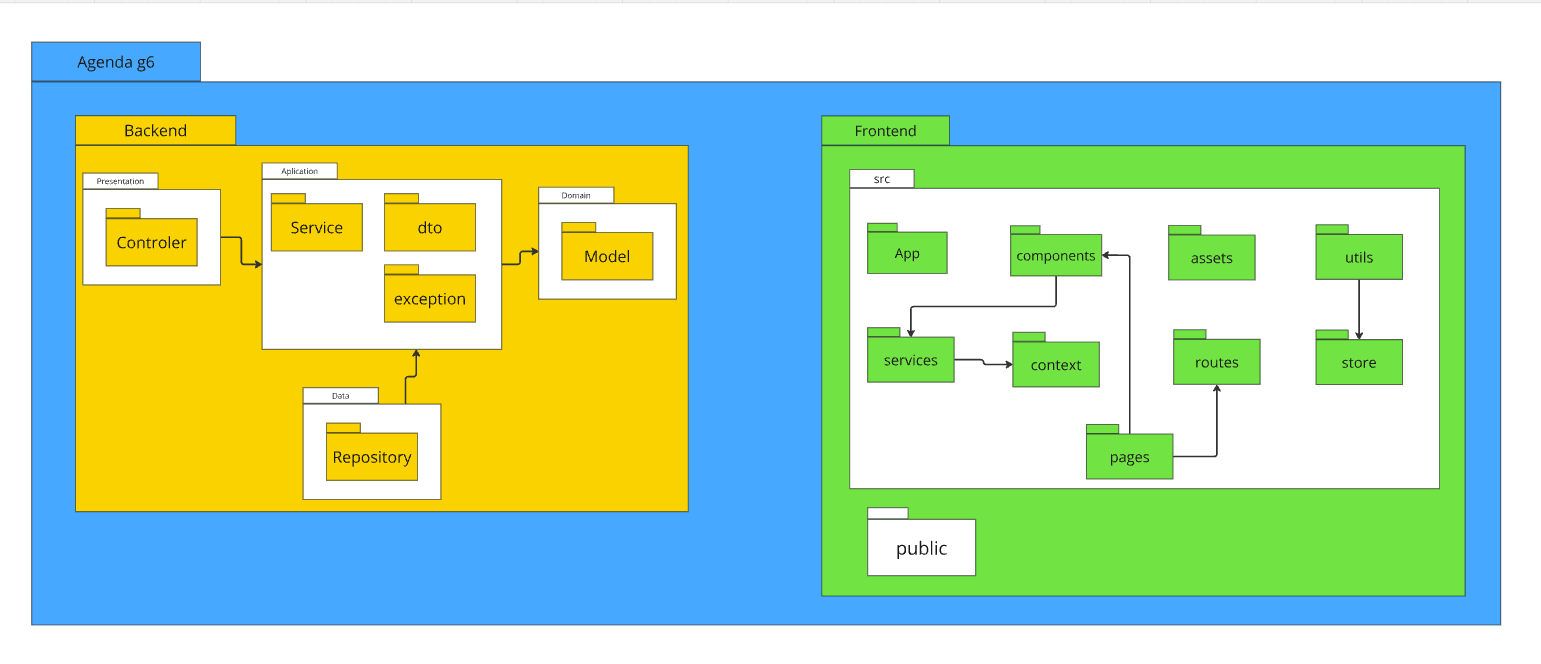 Agenda g6
Backend
Presentation
Controler
Aplication
Service
dto
exception
Domain
Model
Data
Repository
Frontend
src
App
components
assets
utils
services
context
routes
store
pages
public